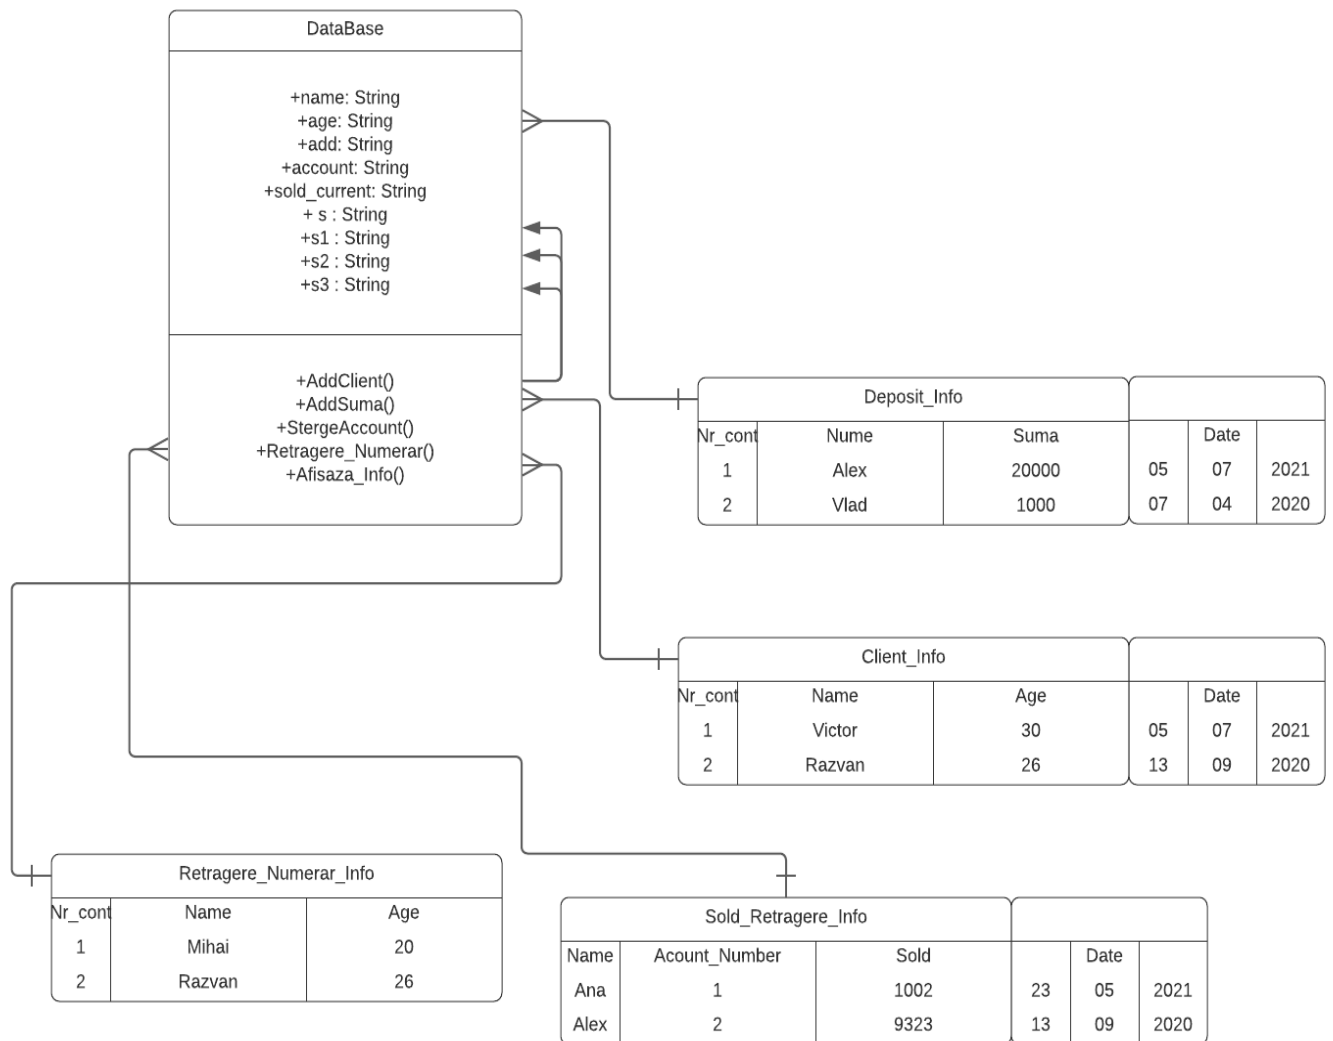 DataBase
+name: String
+age: String
+add: String
+account: String
+sold_current: String
+ s : String
+s1 : String
+s2 : String
+s3 : String
+AddClient()
+AddSuma()
+StergeAccount()
+Retragere_Numerar()
+Afisaza_Info()
Deposit_Info
Nr_cont Nume Suma Date
1 Alex 20000 05 07 2021
2 Vlad 1000 07 04 2020
Client_Info
Nr_cont Name Age Date
1 Victor 30 05 07 2021
2 Razvan 26 13 09 2020
Retragere_Numerar_Info
Nr_cont Name Age
1 Mihai 20
2 Razvan 26
Sold_Retragere_Info
Name Acount_Number Sold Date
Ana 1 1002 23 05 2021
Alex 2 9323 13 09 2020